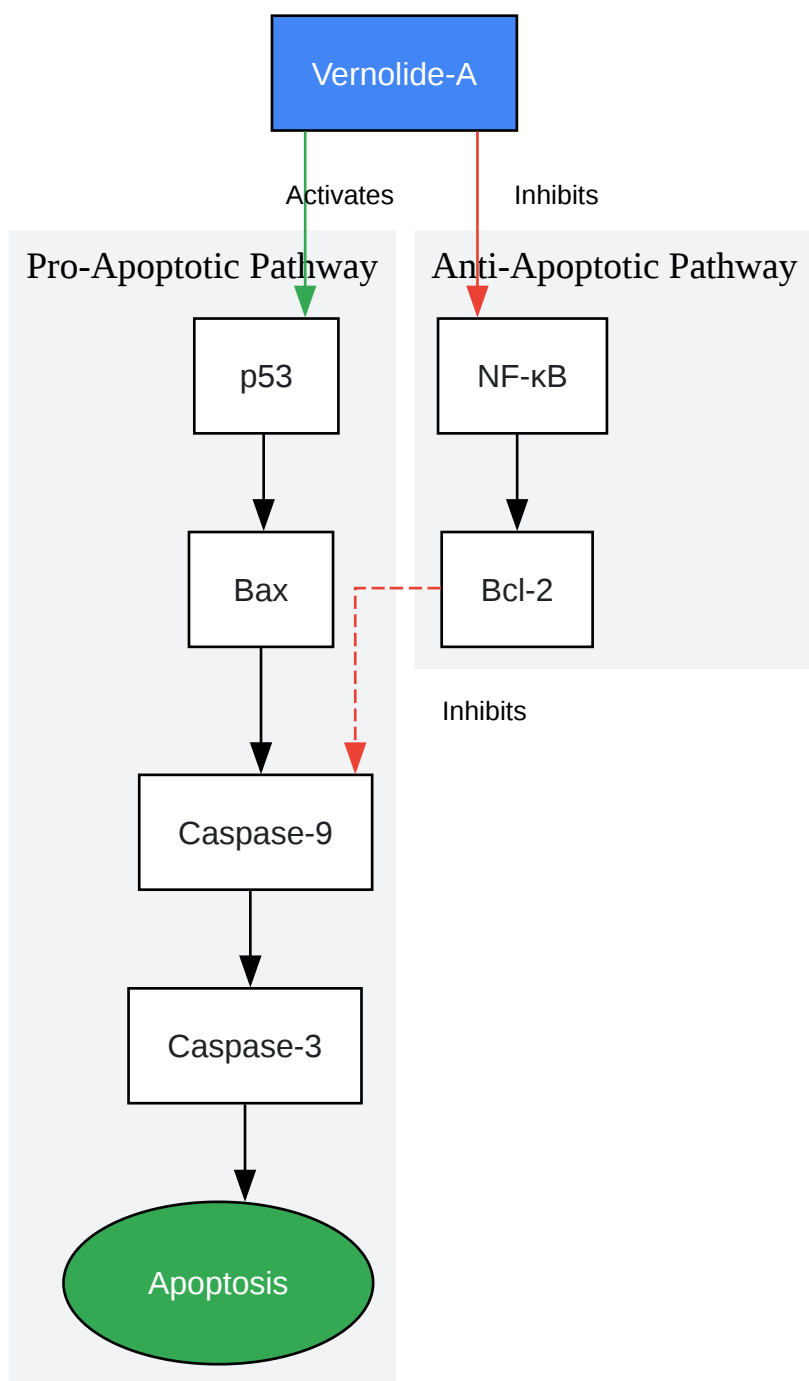 Vernolide-A
Activates
Inhibits
Pro-Apoptotic Pathway
Anti-Apoptotic Pathway
p53
NF-κB
Bax
Bcl-2
Inhibits
Caspase-9
Caspase-3
Apoptosis